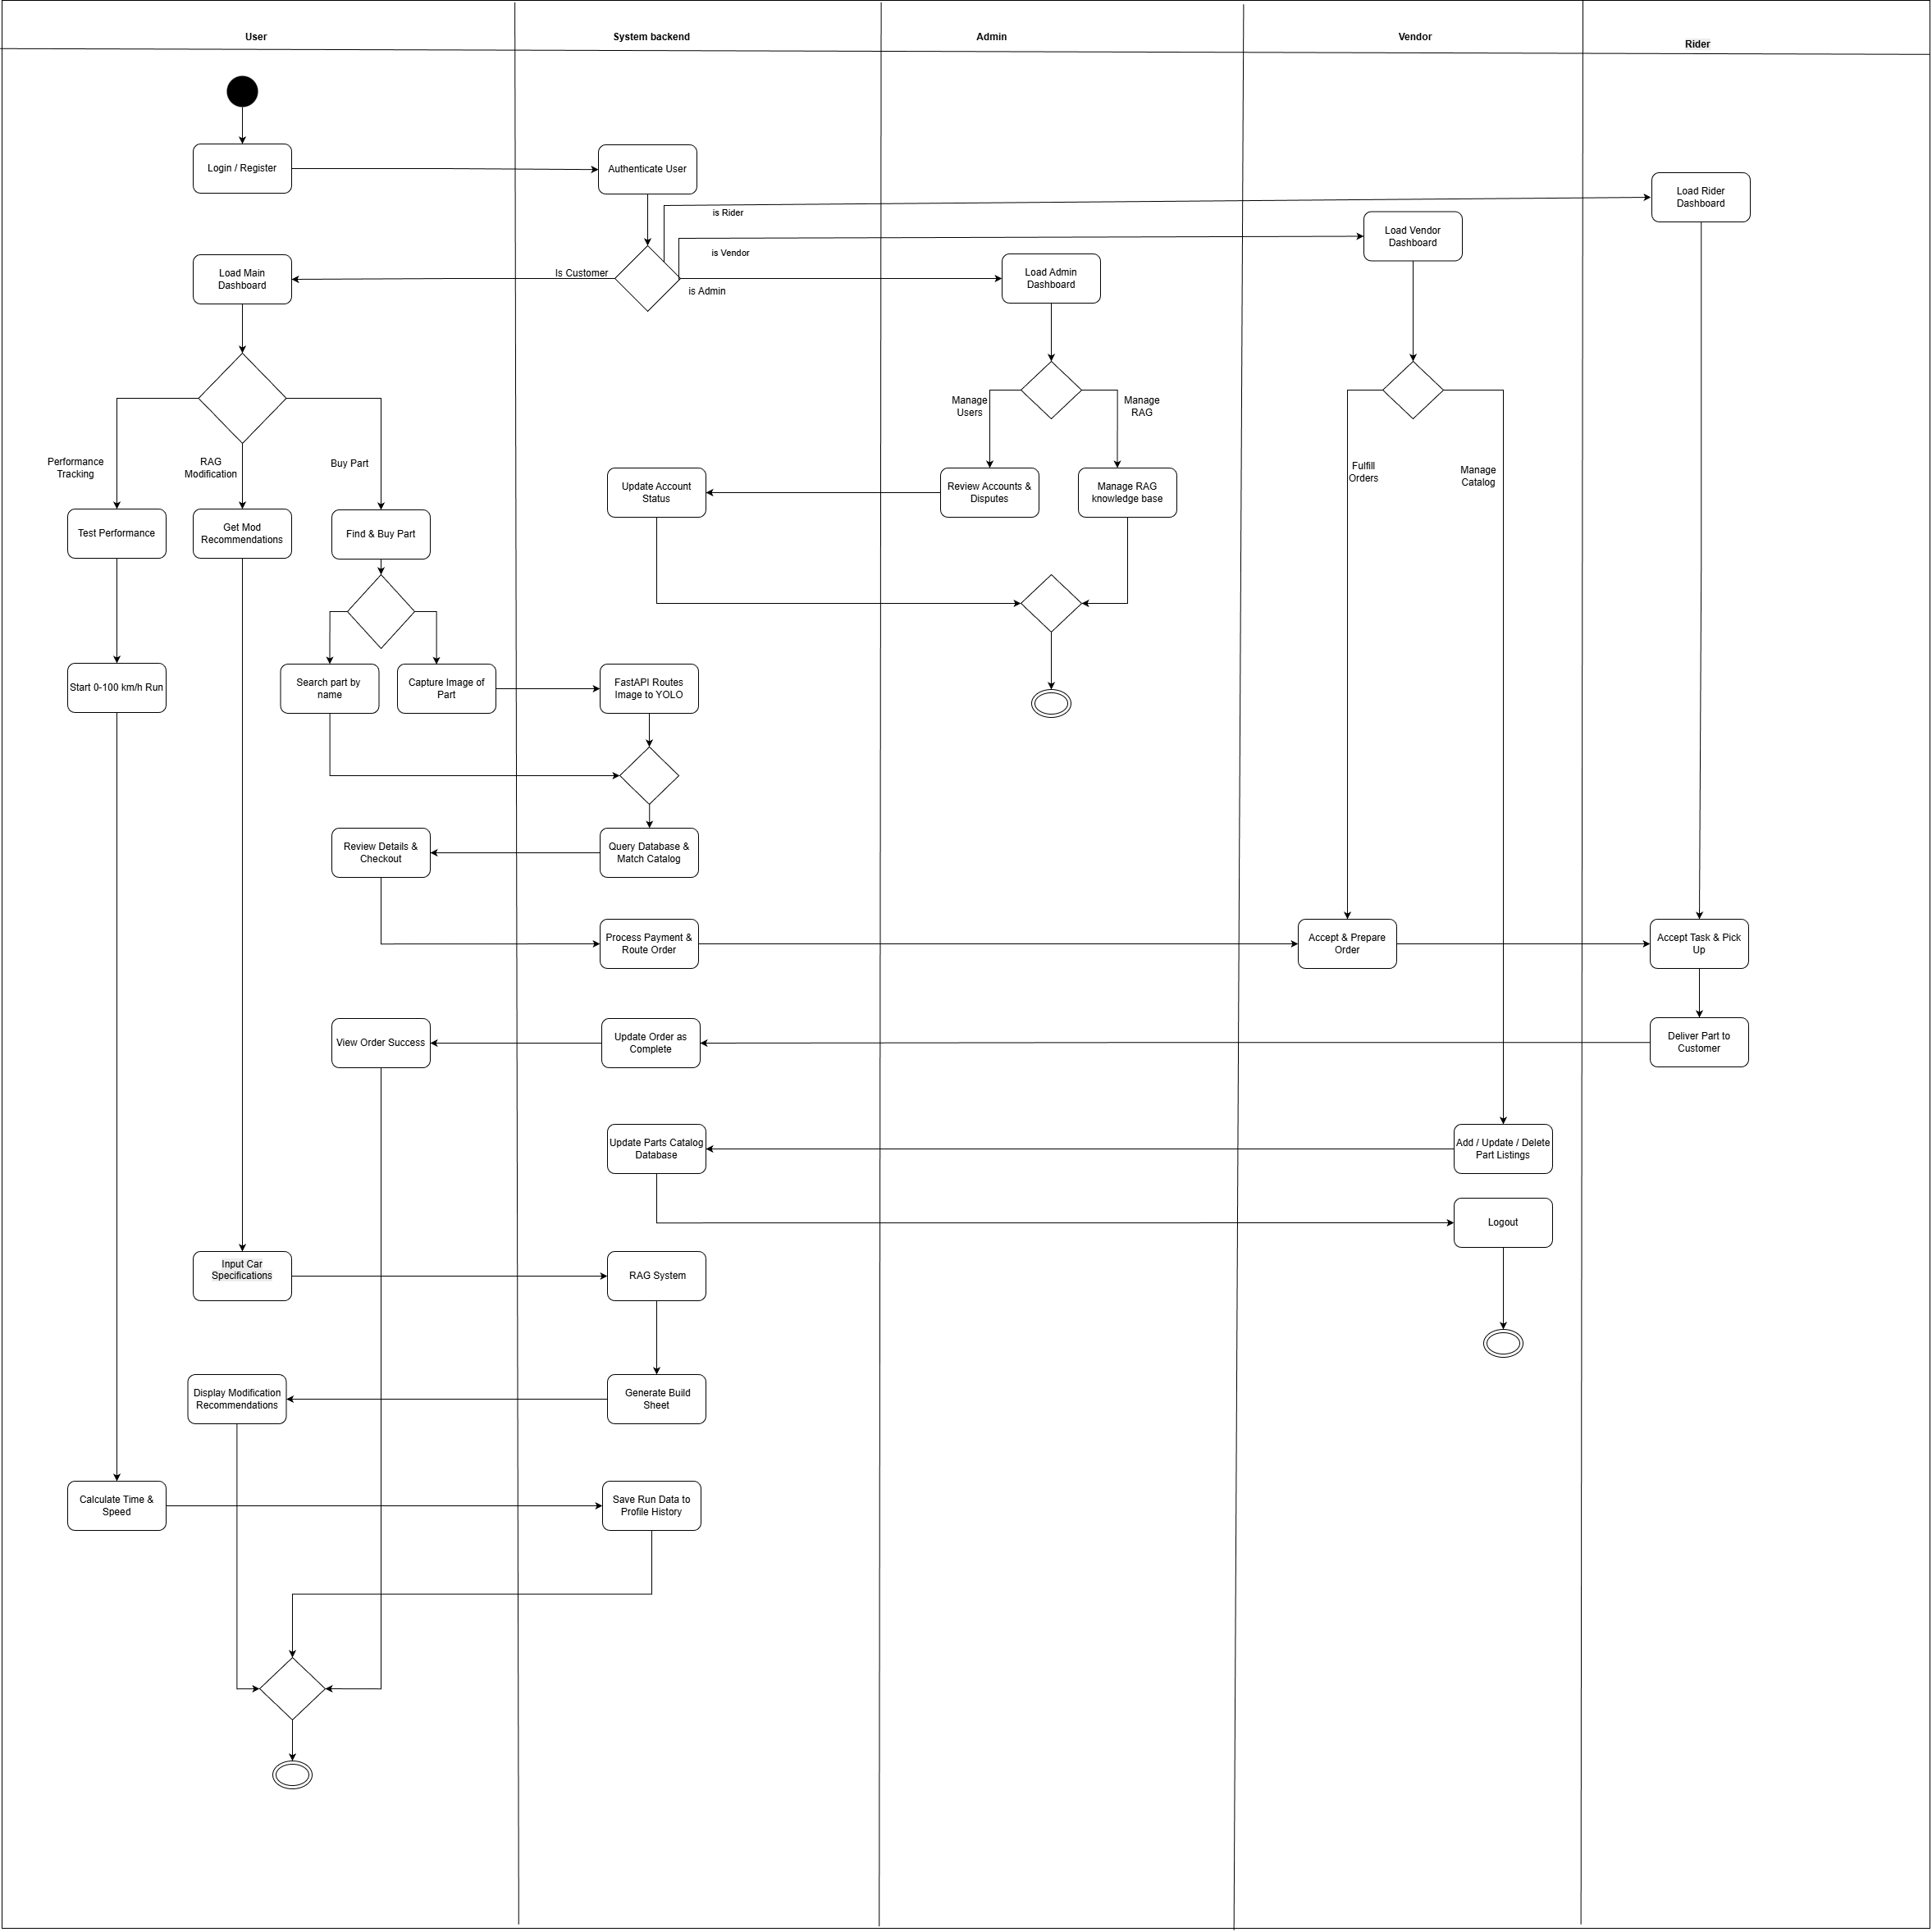 User
System backend
Admin
Vendor
Rider
Login / Register
Authenticate User
Load Rider
Dashboard
is Rider
Load Vendor
Dashboard
is Vendor
Load Main
Dashboard
Is Customer
is Admin
Load Admin
Dashboard
Manage
Users
Manage
RAG
Performance
Tracking
RAG
Modification
Buy Part
Fulfill
Orders
Manage
Catalog
Update Account
Status
Review Accounts &
Disputes
Manage RAG
knowledge base
Test Performance
Get Mod
Recommendations
Find & Buy Part
Start 0-100 km/h Run
Search part by
name
Capture Image of
Part
FastAPI Routes
Image to YOLO
Review Details &
Checkout
Query Database &
Match Catalog
Process Payment &
Route Order
Accept & Prepare
Order
Accept Task & Pick
Up
View Order Success
Update Order as
Complete
Deliver Part to
Customer
Update Parts Catalog
Database
Add / Update / Delete
Part Listings
Logout
Input Car
Specifications
RAG System
Display Modification
Recommendations
Generate Build
Sheet
Calculate Time &
Speed
Save Run Data to
Profile History